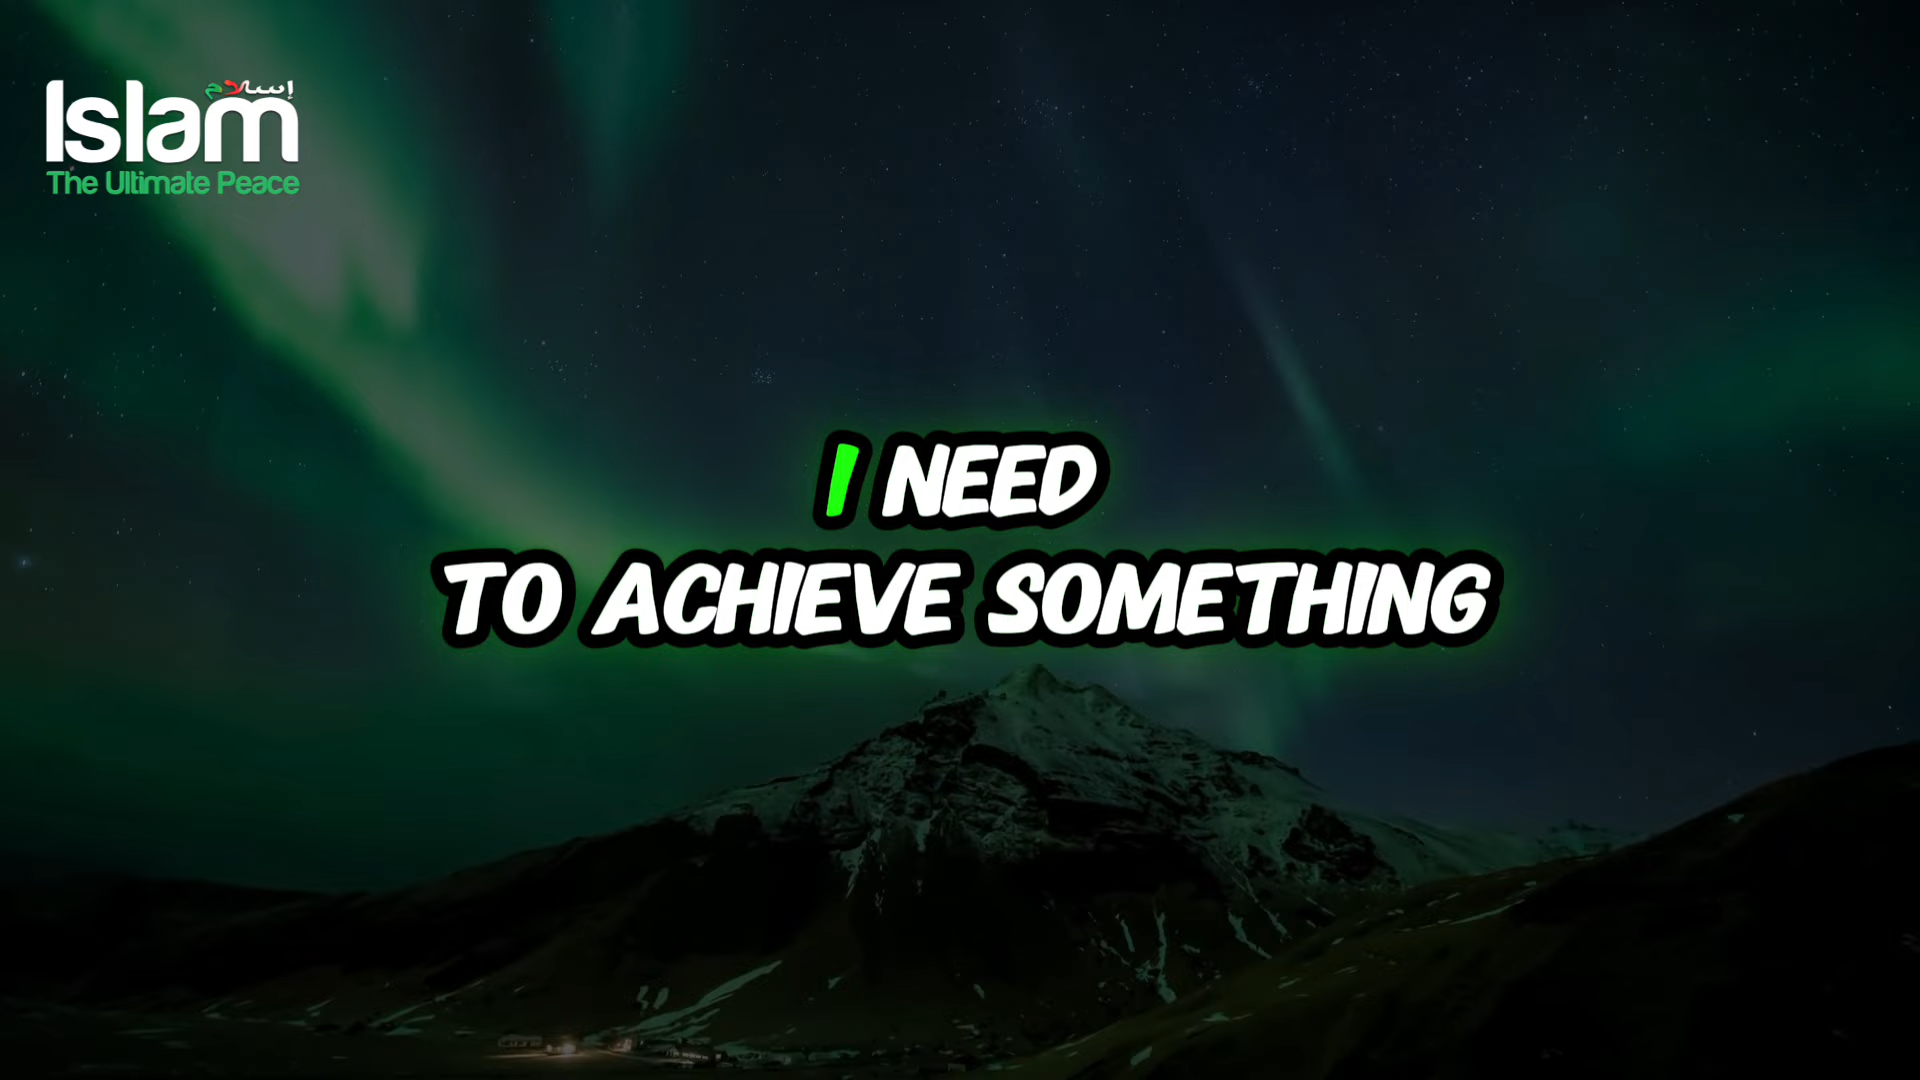 إسلام
Islam
The Ultimate Peace
I NEED
TO ACHIEVE SOMETHING